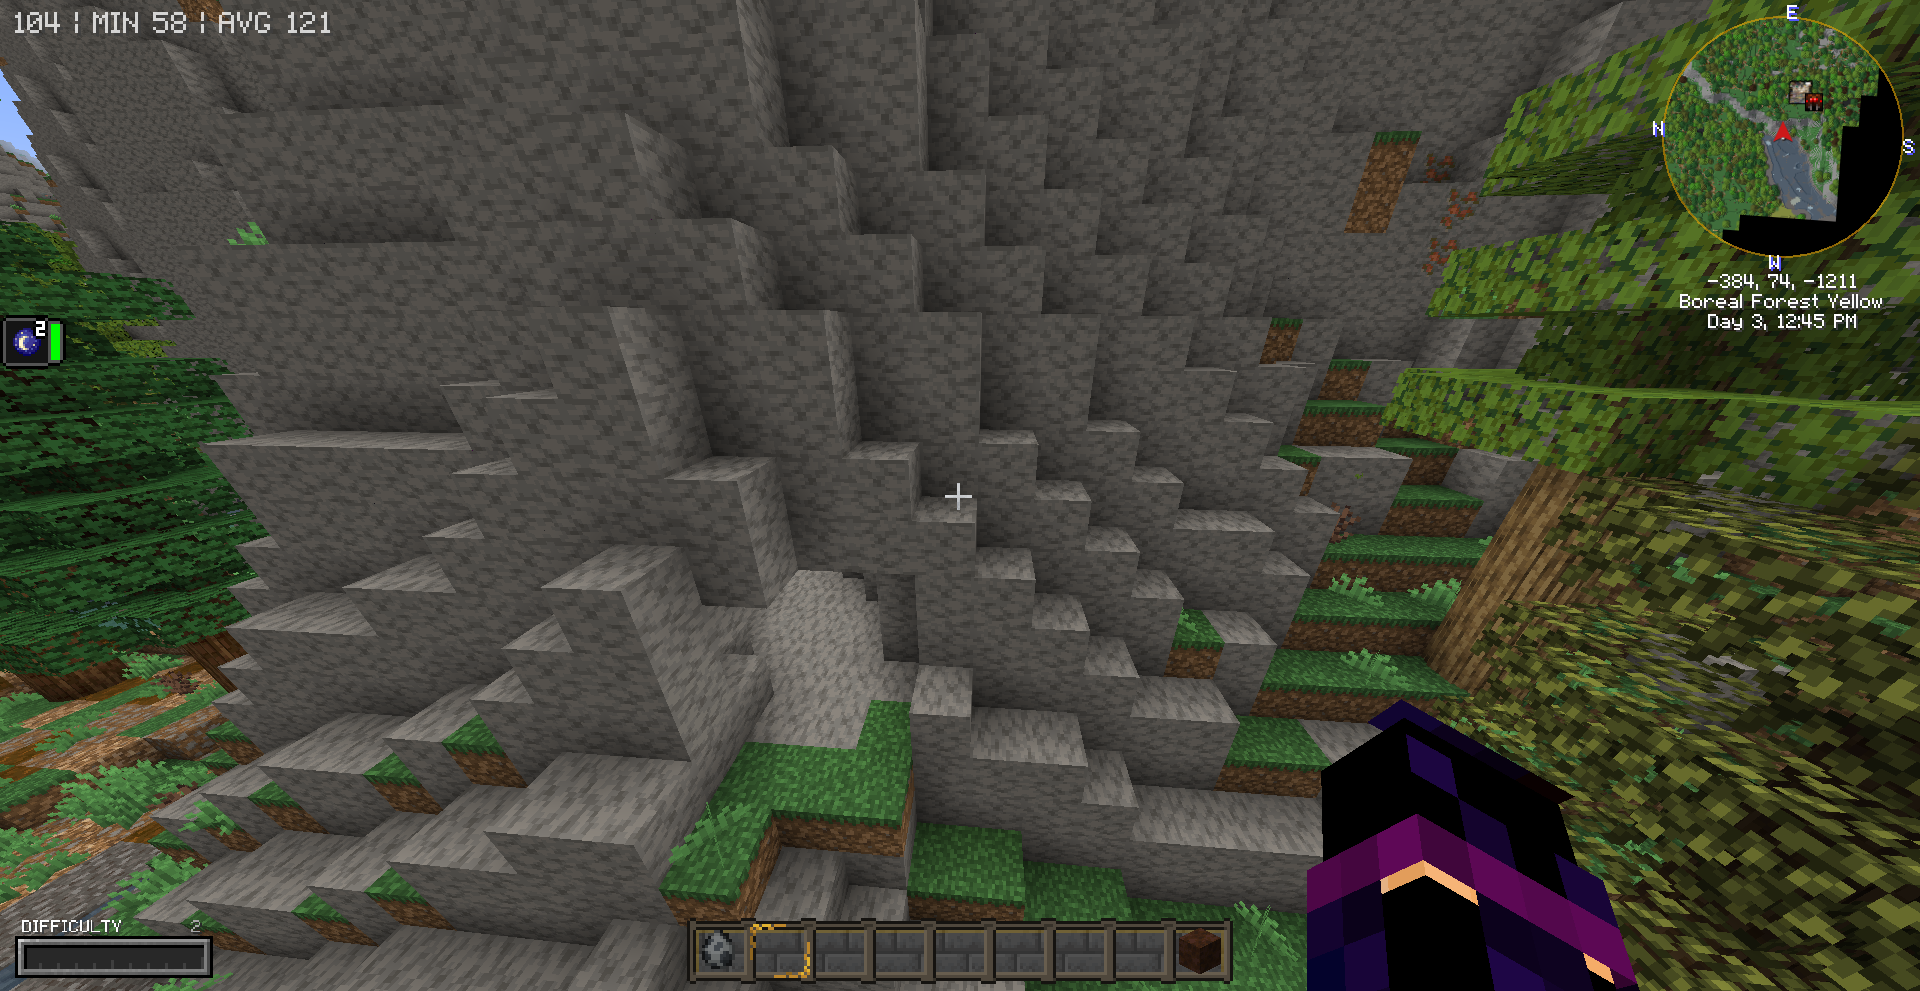 104 | MIN 58 | AVG 121
E
N
S
W
-384, 74, -1211
Boreal Forest Yellow
Day 3, 12:45 PM
2
DIFFICULTY 2